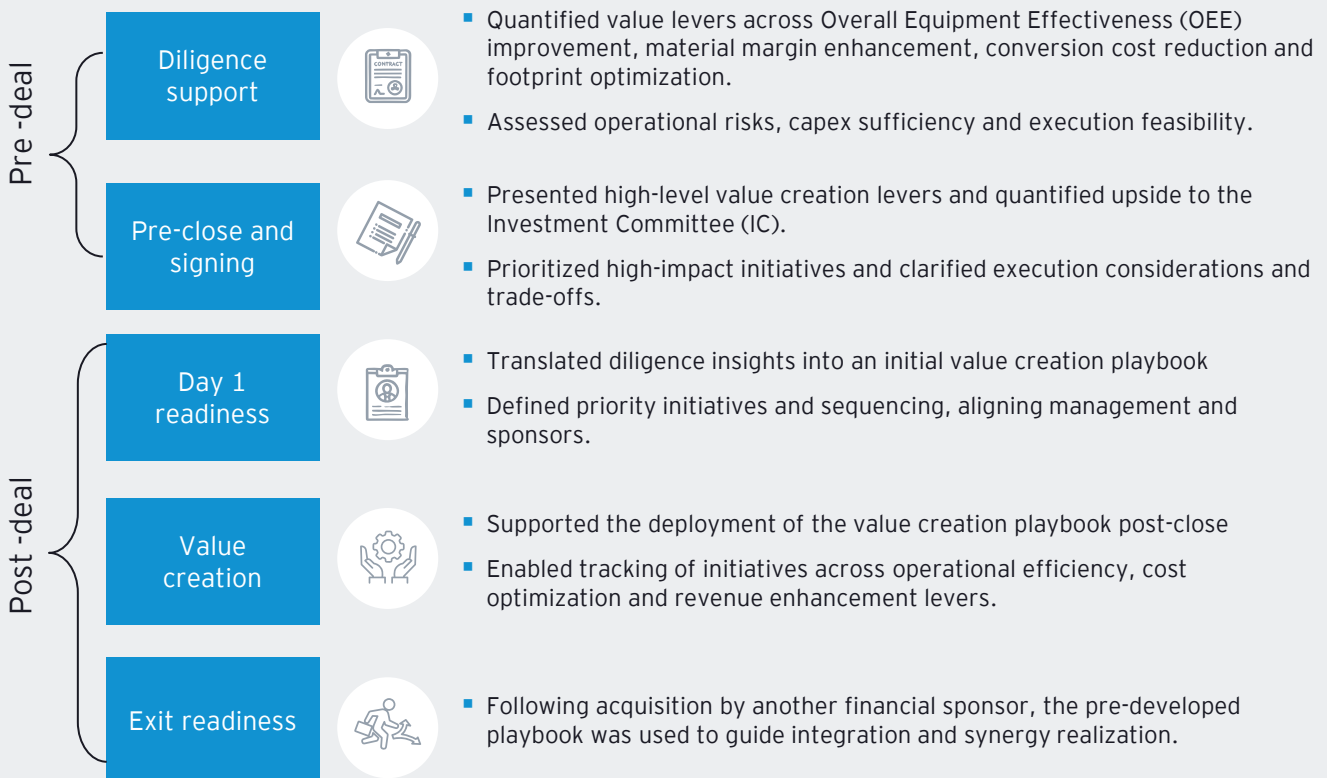 Pre -deal
Diligence
support
CONTRACT
Quantified value levers across Overall Equipment Effectiveness (OEE)
improvement, material margin enhancement, conversion cost reduction and
footprint optimization.
Assessed operational risks, capex sufficiency and execution feasibility.
Pre-close and
signing
Presented high-level value creation levers and quantified upside to the
Investment Committee (IC).
Prioritized high-impact initiatives and clarified execution considerations and
trade-offs.
Post -deal
Day 1
readiness
Translated diligence insights into an initial value creation playbook
Defined priority initiatives and sequencing, aligning management and
sponsors.
Value
creation
Supported the deployment of the value creation playbook post-close
Enabled tracking of initiatives across operational efficiency, cost
optimization and revenue enhancement levers.
Exit readiness
Following acquisition by another financial sponsor, the pre-developed
playbook was used to guide integration and synergy realization.